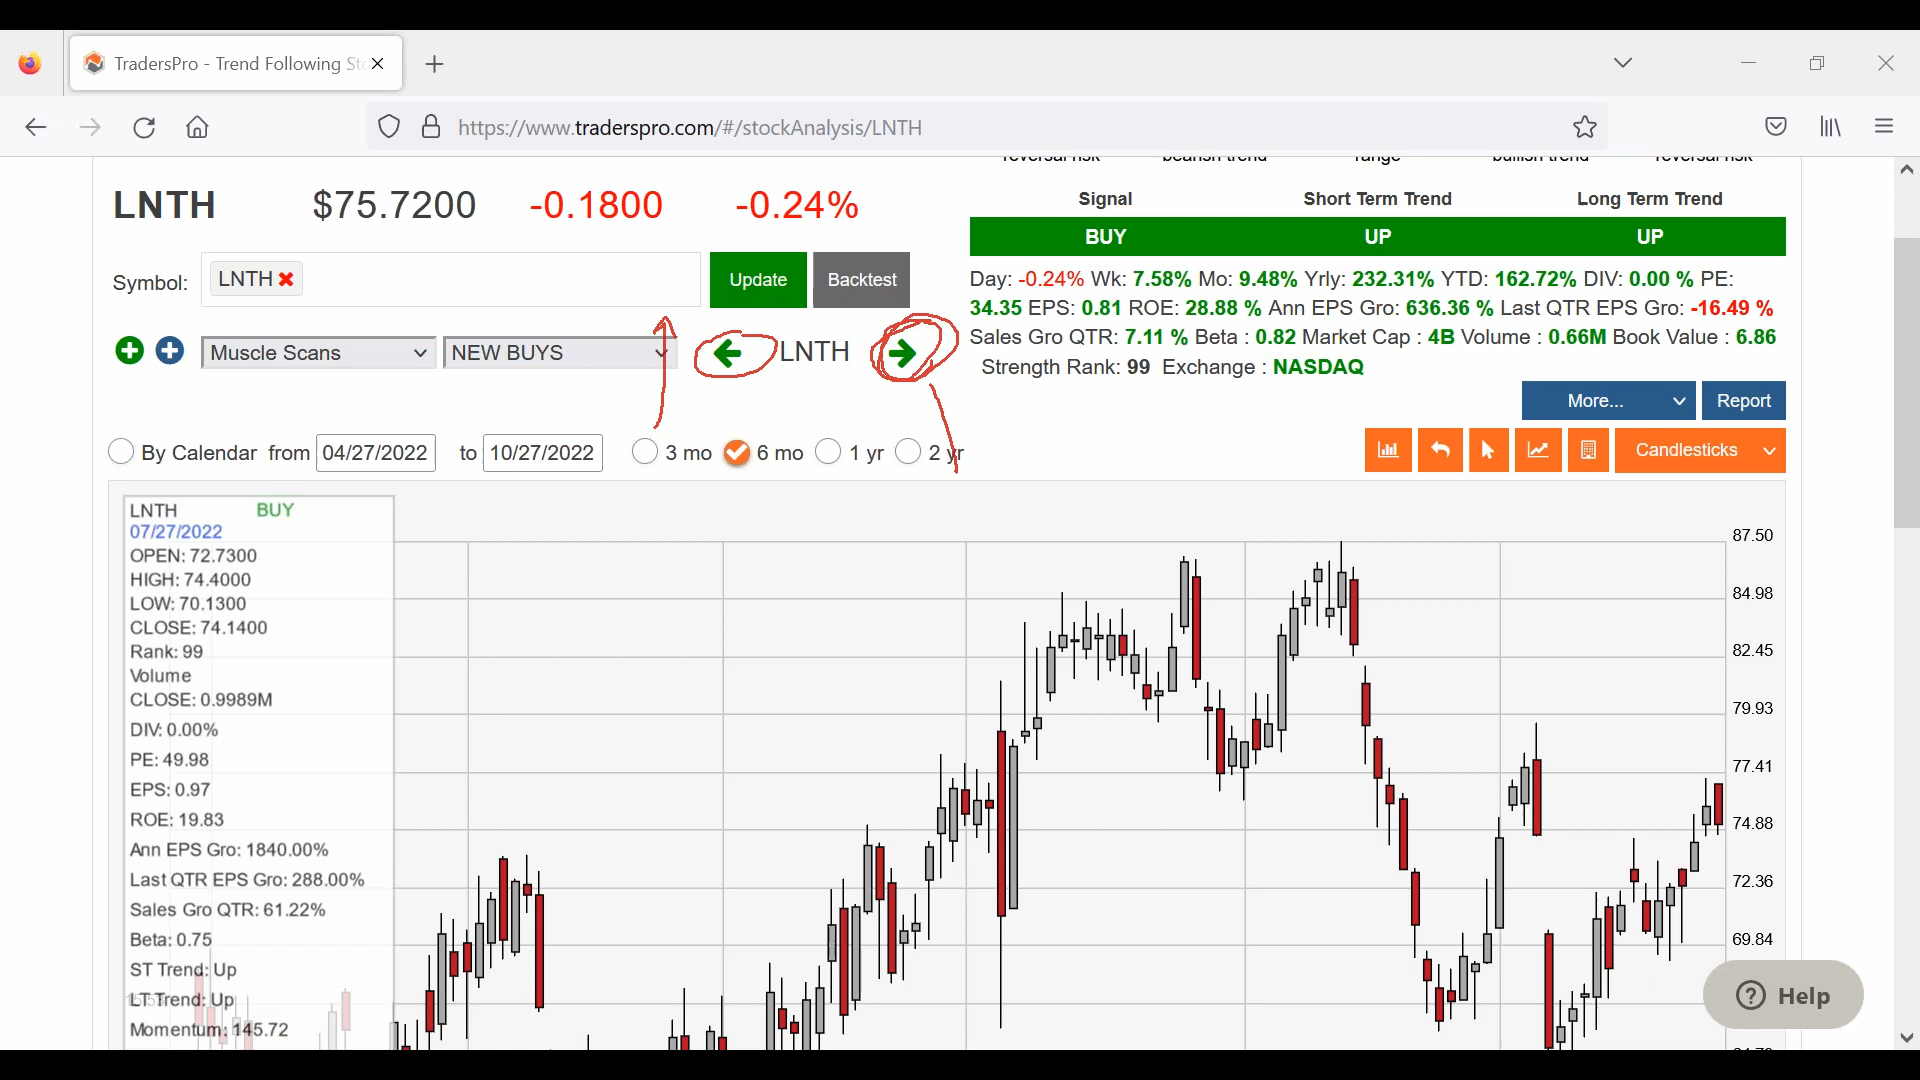 TradersPro - Trend Following St
https://www.traderspro.com/#/stockAnalysis/LNTH
reversal risk bearish trend range bullish trend reversal risk
LNTH $75.7200 -0.1800 -0.24%
Signal Short Term Trend Long Term Trend
BUY UP UP
Symbol: LNTH Update Backtest
Day: -0.24% Wk: 7.58% Mo: 9.48% Yrly: 232.31% YTD: 162.72% DIV: 0.00 % PE:
34.35 EPS: 0.81 ROE: 28.88 % Ann EPS Gro: 636.36 % Last QTR EPS Gro: -16.49 %
Sales Gro QTR: 7.11 % Beta : 0.82 Market Cap : 4B Volume : 0.66M Book Value : 6.86
Strength Rank: 99 Exchange : NASDAQ
Muscle Scans NEW BUYS LNTH
More... Report
By Calendar from 04/27/2022 to 10/27/2022 3 mo 6 mo 1 yr 2 yr
Candlesticks
LNTH BUY
07/27/2022
OPEN: 72.7300
HIGH: 74.4000
LOW: 70.1300
CLOSE: 74.1400
Rank: 99
Volume
CLOSE: 0.9989M
DIV: 0.00%
PE: 49.98
EPS: 0.97
ROE: 19.83
Ann EPS Gro: 1840.00%
Last QTR EPS Gro: 288.00%
Sales Gro QTR: 61.22%
Beta: 0.75
ST Trend: Up
LT Trend: Up
Momentum: 145.72
87.50
84.98
82.45
79.93
77.41
74.88
72.36
69.84
Help